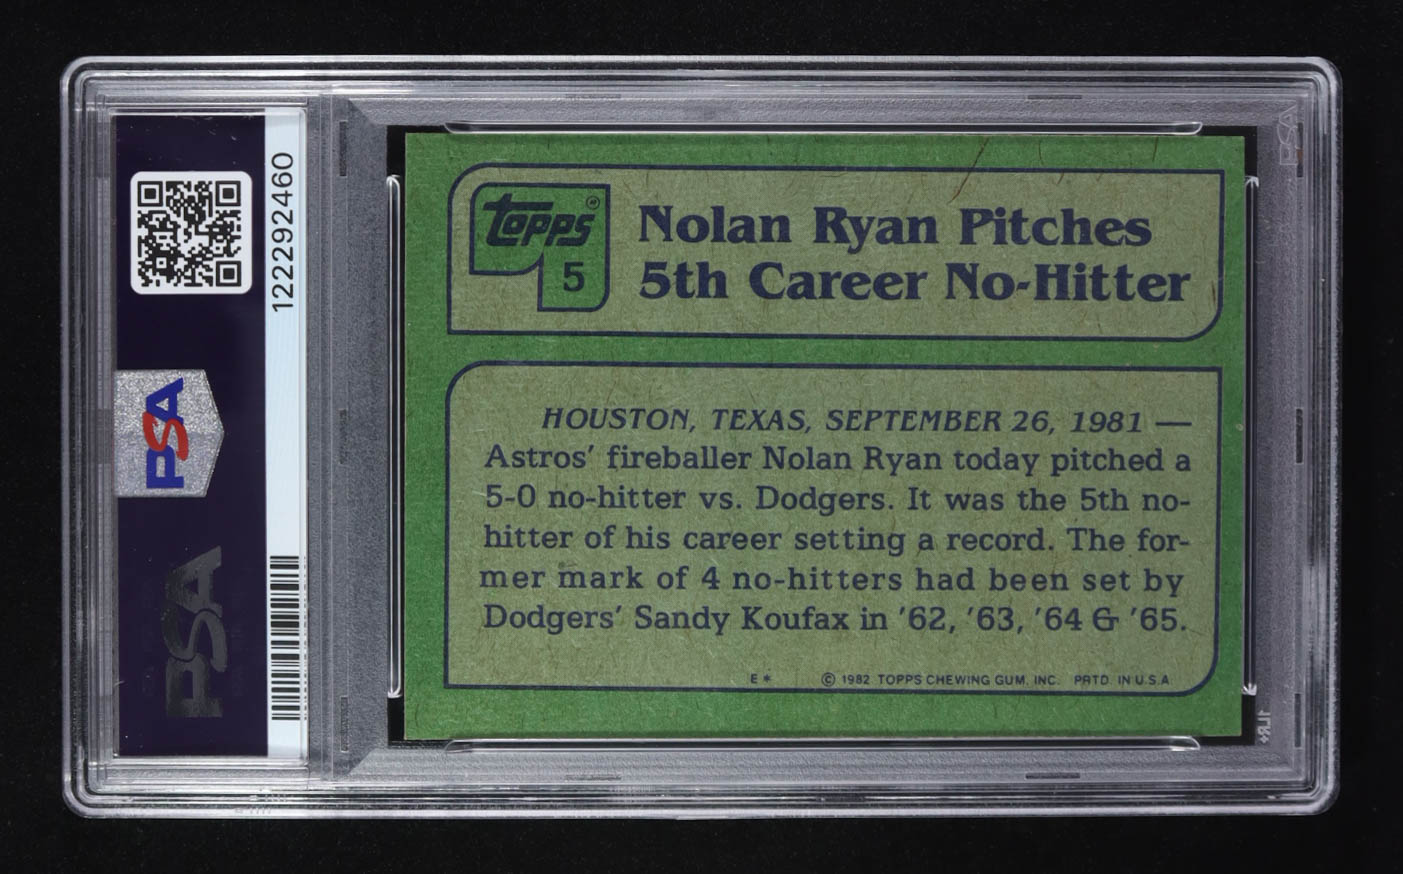 122292460
PSA
PSA
topps
5
Nolan Ryan Pitches
5th Career No-Hitter
HOUSTON, TEXAS, SEPTEMBER 26, 1981 —
Astros' fireballer Nolan Ryan today pitched a
5-0 no-hitter vs. Dodgers. It was the 5th no-
hitter of his career setting a record. The for-
mer mark of 4 no-hitters had been set by
Dodgers' Sandy Koufax in '62, '63, '64 & '65.
E* © 1982 TOPPS CHEWING GUM, INC. PRTD. IN U.S.A.
PSA